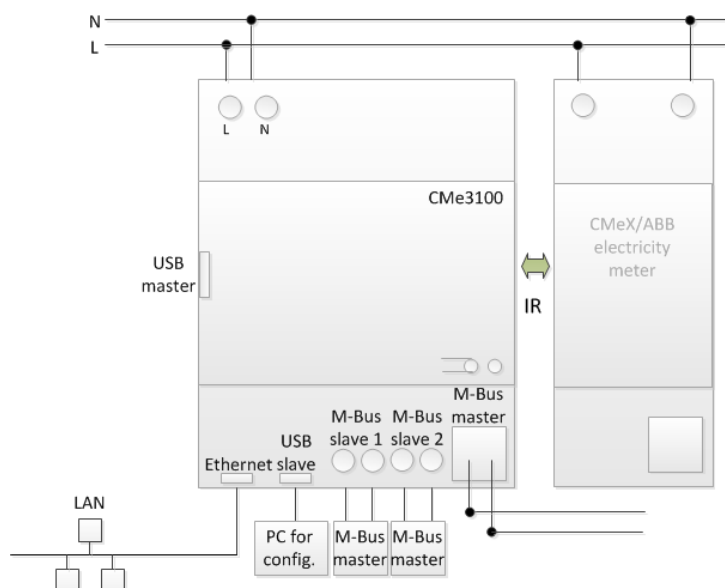 N
L
L
N
CMe3100
CMeX/ABB
electricity
meter
USB
master
IR
M-Bus
master
M-Bus
slave 1
M-Bus
slave 2
USB
slave
Ethernet
LAN
PC for
config.
M-Bus
master
M-Bus
master